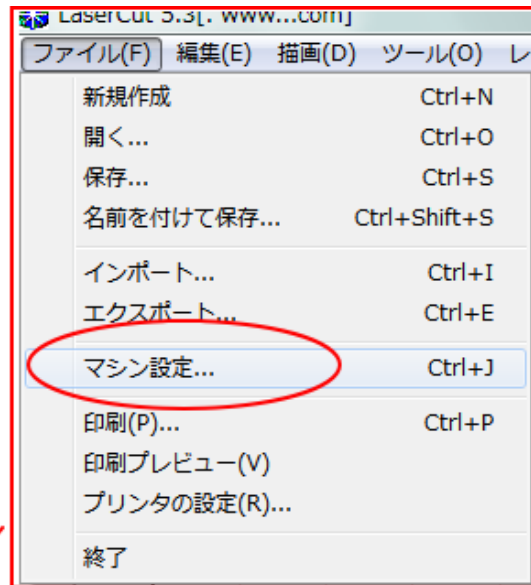 LaserCut 5.3[. www...com]
ファイル(F) 編集(E) 描画(D) ツール(O) レ
新規作成 Ctrl+N
開く... Ctrl+O
保存... Ctrl+S
名前を付けて保存... Ctrl+Shift+S
インポート... Ctrl+I
エクスポート... Ctrl+E
マシン設定... Ctrl+J
印刷(P)... Ctrl+P
印刷プレビュー(V)
プリンタの設定(R)...
終了